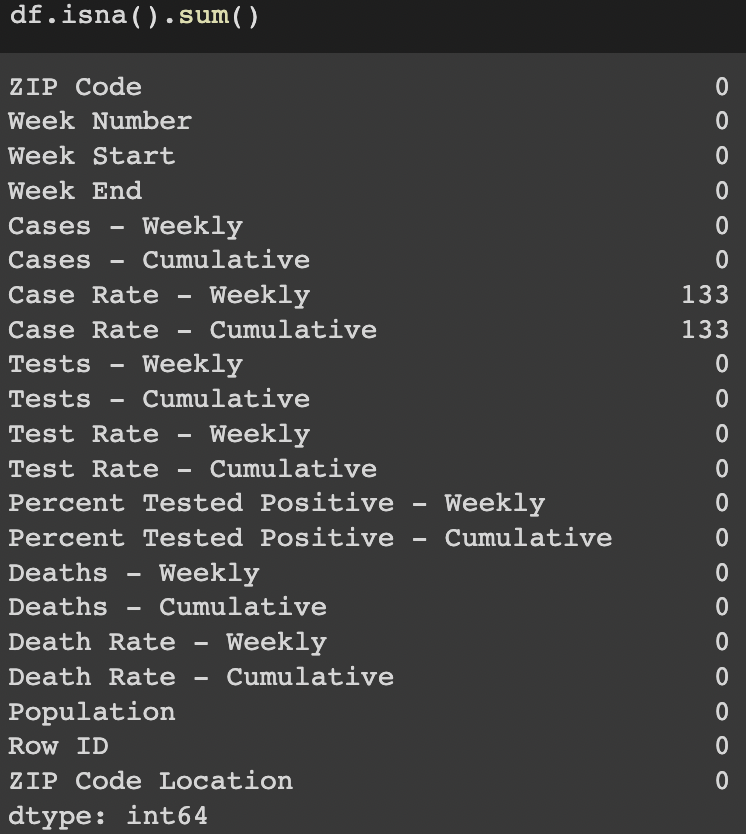 df.isna().sum()
ZIP Code 0
Week Number 0
Week Start 0
Week End 0
Cases - Weekly 0
Cases - Cumulative 0
Case Rate - Weekly 133
Case Rate - Cumulative 133
Tests - Weekly 0
Tests - Cumulative 0
Test Rate - Weekly 0
Test Rate - Cumulative 0
Percent Tested Positive - Weekly 0
Percent Tested Positive - Cumulative 0
Deaths - Weekly 0
Deaths - Cumulative 0
Death Rate - Weekly 0
Death Rate - Cumulative 0
Population 0
Row ID 0
ZIP Code Location 0
dtype: int64